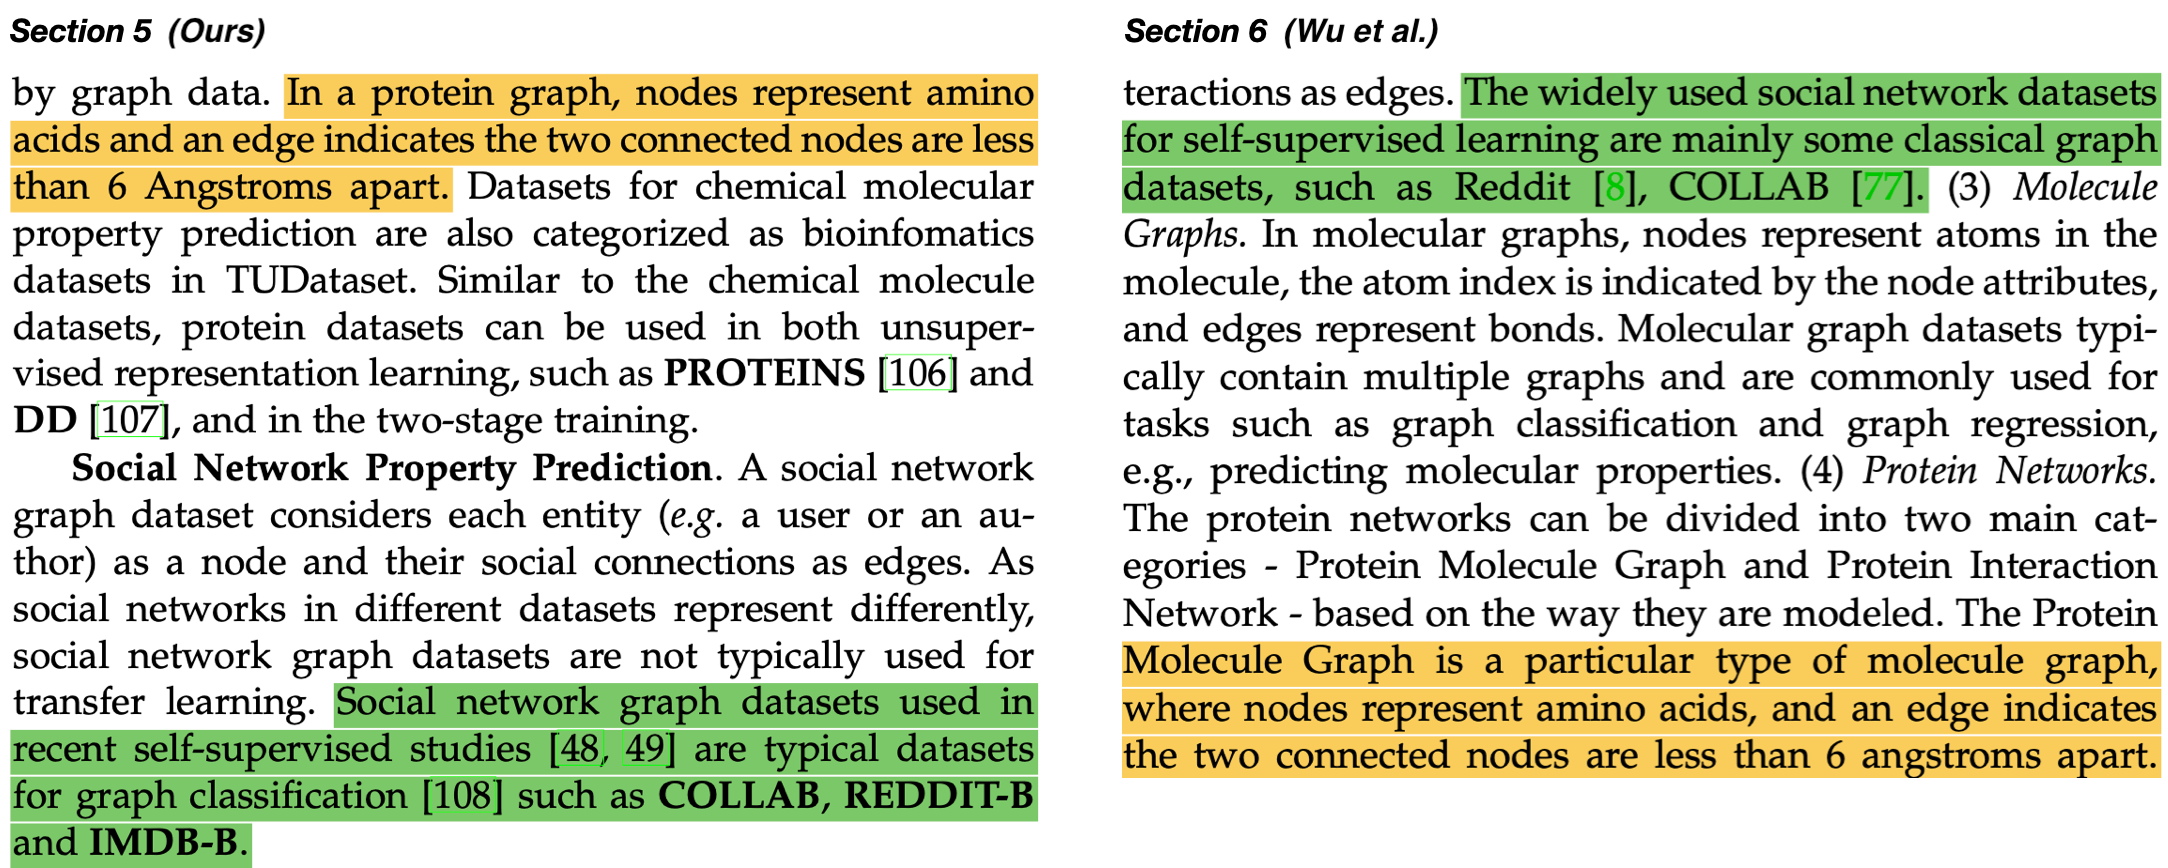 Section 5 (Ours)
by graph data. In a protein graph, nodes represent amino
acids and an edge indicates the two connected nodes are less
than 6 Angstroms apart. Datasets for chemical molecular
property prediction are also categorized as bioinfomatics
datasets in TUDataset. Similar to the chemical molecule
datasets, protein datasets can be used in both unsuper-
vised representation learning, such as PROTEINS [106] and
DD [107], and in the two-stage training.
Social Network Property Prediction. A social network
graph dataset considers each entity (e.g. a user or an au-
thor) as a node and their social connections as edges. As
social networks in different datasets represent differently,
social network graph datasets are not typically used for
transfer learning. Social network graph datasets used in
recent self-supervised studies [48, 49] are typical datasets
for graph classification [108] such as COLLAB, REDDIT-B
and IMDB-B.
Section 6 (Wu et al.)
teractions as edges. The widely used social network datasets
for self-supervised learning are mainly some classical graph
datasets, such as Reddit [8], COLLAB [77]. (3) Molecule
Graphs. In molecular graphs, nodes represent atoms in the
molecule, the atom index is indicated by the node attributes,
and edges represent bonds. Molecular graph datasets typi-
cally contain multiple graphs and are commonly used for
tasks such as graph classification and graph regression,
e.g., predicting molecular properties. (4) Protein Networks.
The protein networks can be divided into two main cat-
egories - Protein Molecule Graph and Protein Interaction
Network - based on the way they are modeled. The Protein
Molecule Graph is a particular type of molecule graph,
where nodes represent amino acids, and an edge indicates
the two connected nodes are less than 6 angstroms apart.